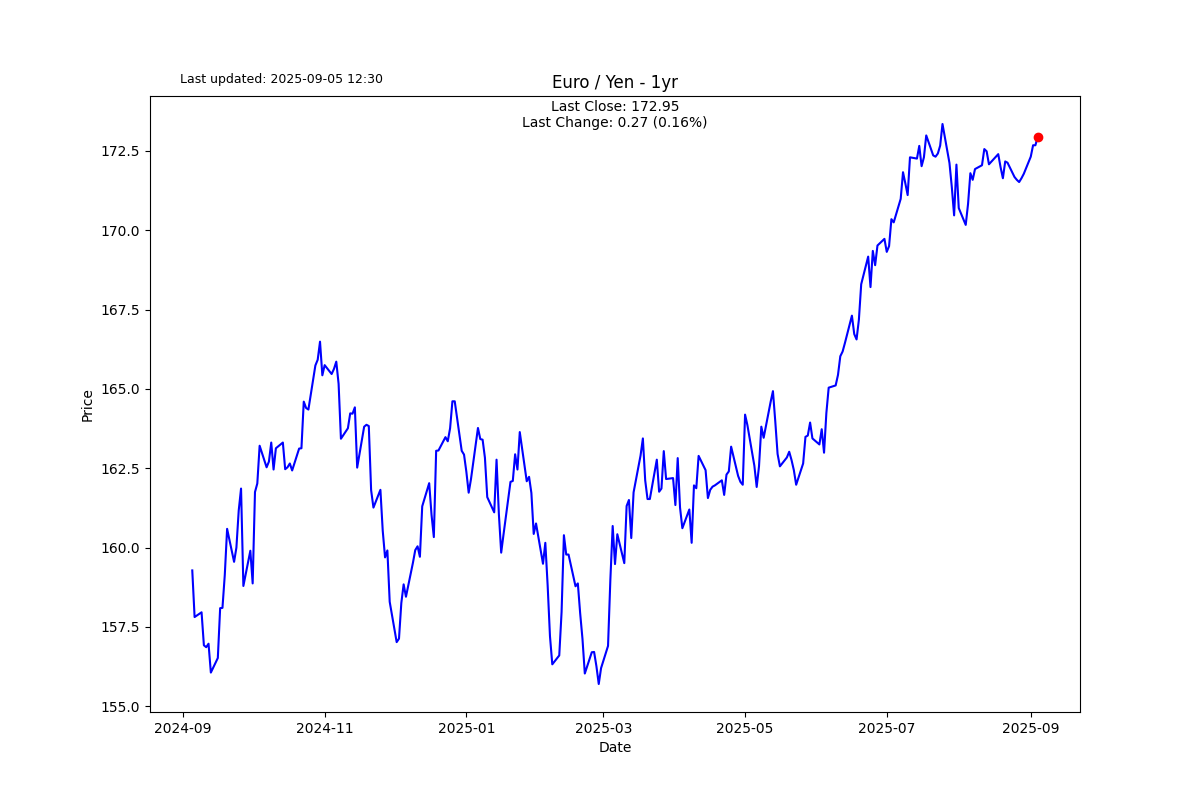 Last updated: 2025-09-05 12:30
Euro / Yen - 1yr
Last Close: 172.95
Last Change: 0.27 (0.16%)
Price
172.5
170.0
167.5
165.0
162.5
160.0
157.5
155.0
2024-09
2024-11
2025-01
2025-03
2025-05
2025-07
2025-09
Date